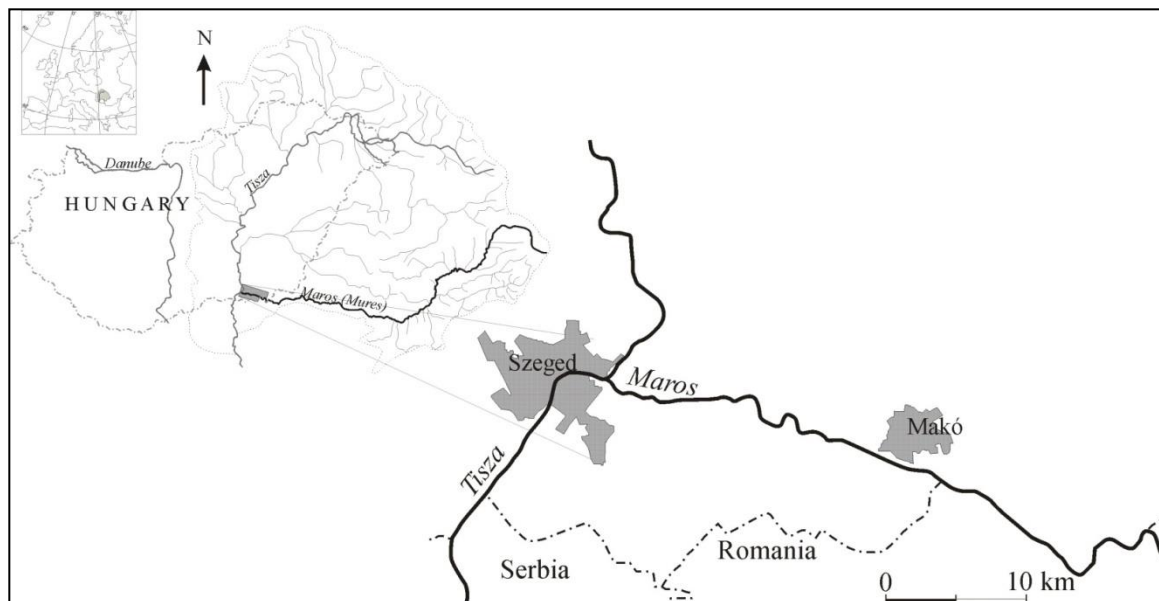 N
Danube
Tisza
HUNGARY
Maros (Mures)
Szeged
Maros
Makó
Tisza
Romania
Serbia
0 10 km